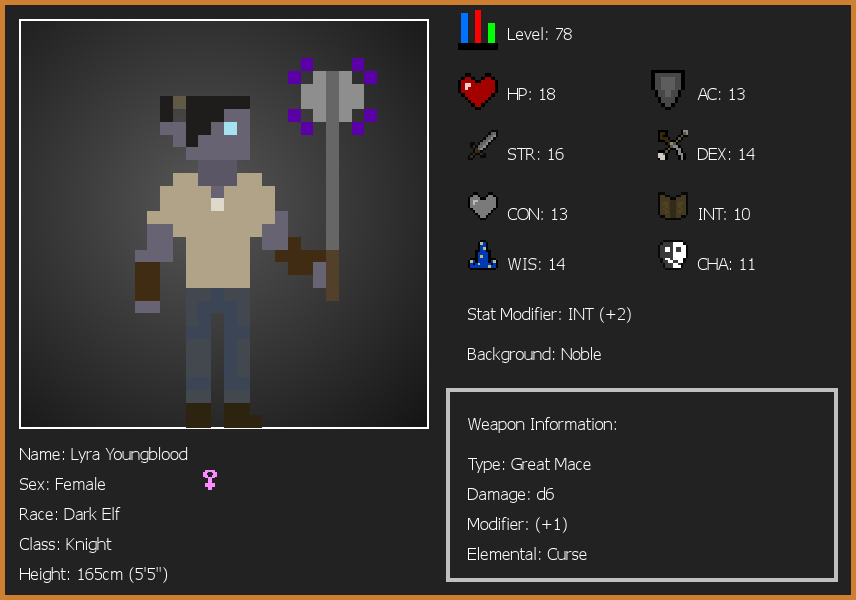 Level: 78
HP: 18
AC: 13
STR: 16
DEX: 14
CON: 13
INT: 10
WIS: 14
CHA: 11
Stat Modifier: INT (+2)
Background: Noble
Weapon Information:
Type: Great Mace
Damage: d6
Modifier: (+1)
Elemental: Curse
Name: Lyra Youngblood
Sex: Female
Race: Dark Elf
Class: Knight
Height: 165cm (5'5")